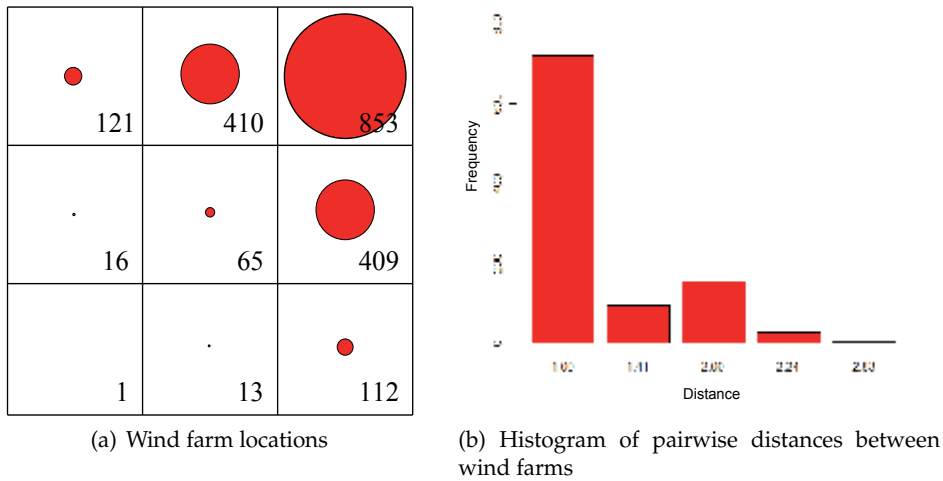 121 410 853
16 65 409
1 13 112
(a) Wind farm locations
Frequency
0
1.00 1.41 2.00 2.24 2.83
Distance
(b) Histogram of pairwise distances between
wind farms